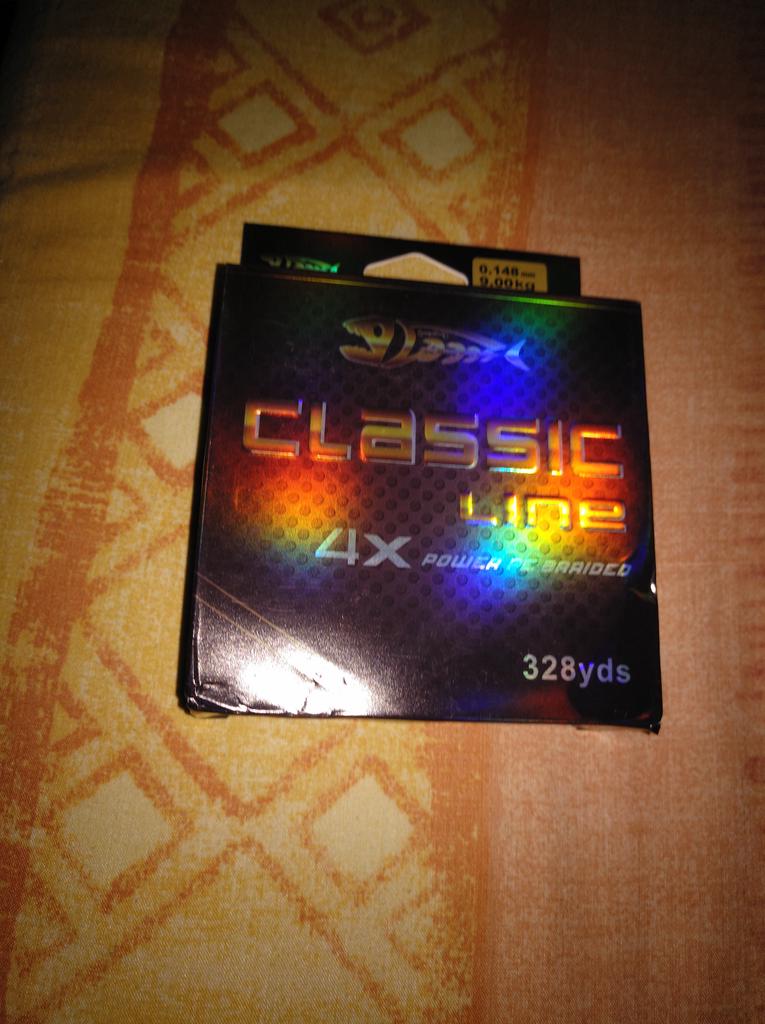 0.148 mm
9.00kg
CLassic
Line
4X POWER PE BRAIDED
328yds